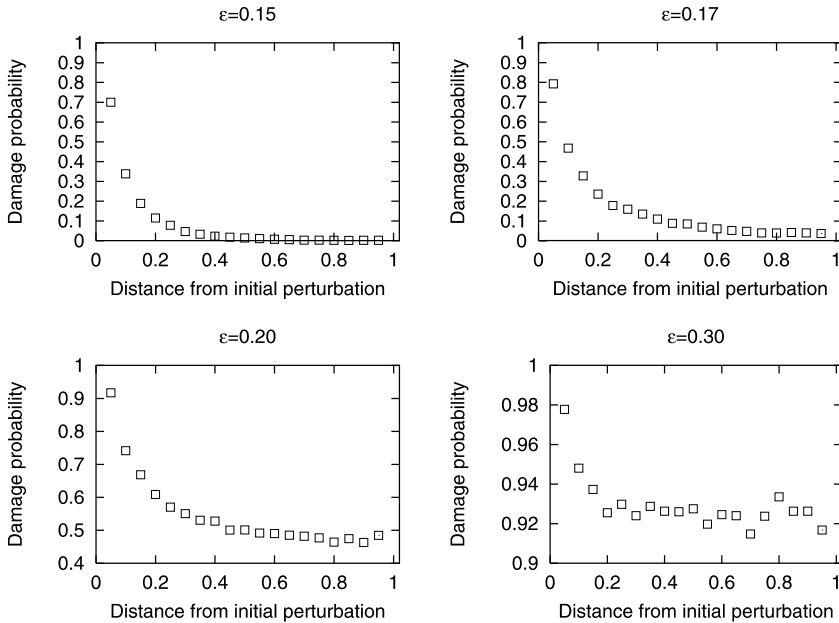 ε=0.15
1
0.9
0.8
0.7
0.6
0.5
0.4
0.3
0.2
0.1
0
Damage probability
0 0.2 0.4 0.6 0.8 1
Distance from initial perturbation
ε=0.17
1
0.9
0.8
0.7
0.6
0.5
0.4
0.3
0.2
0.1
0
Damage probability
0 0.2 0.4 0.6 0.8 1
Distance from initial perturbation
ε=0.20
1
0.9
0.8
0.7
0.6
0.5
0.4
Damage probability
0 0.2 0.4 0.6 0.8 1
Distance from initial perturbation
ε=0.30
1
0.98
0.96
0.94
0.92
0.9
Damage probability
0 0.2 0.4 0.6 0.8 1
Distance from initial perturbation